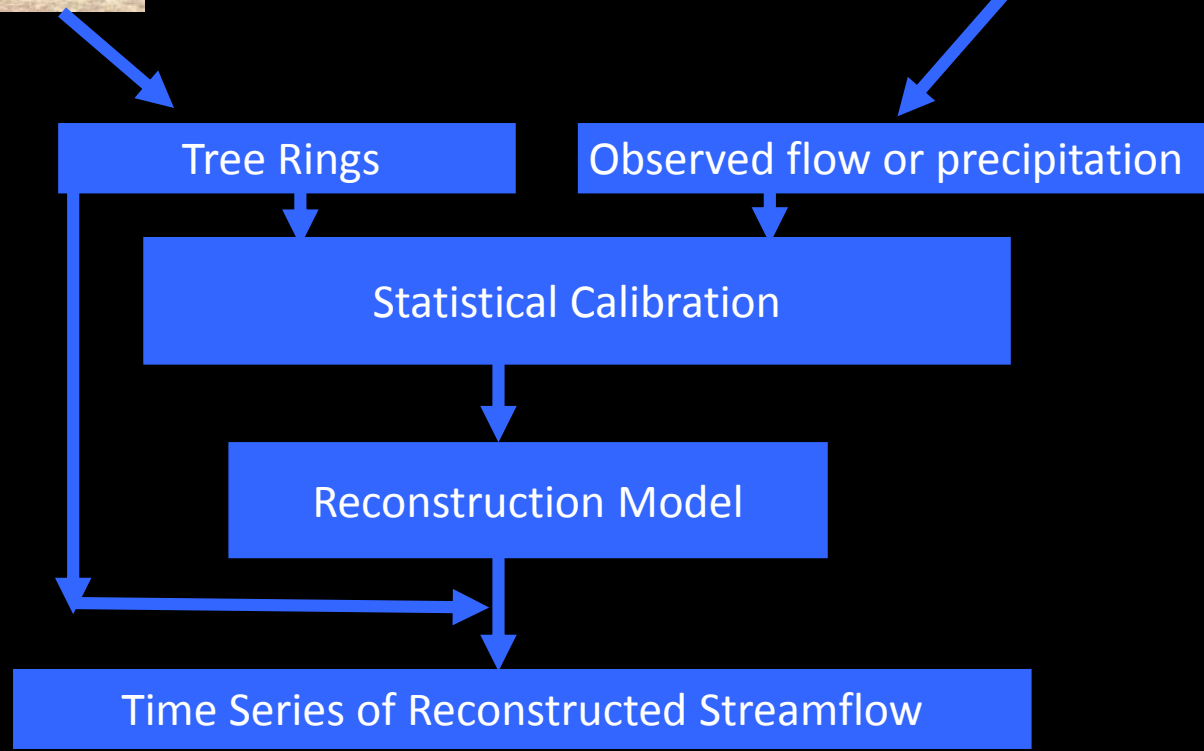 Tree Rings
Observed flow or precipitation
Statistical Calibration
Reconstruction Model
Time Series of Reconstructed Streamflow